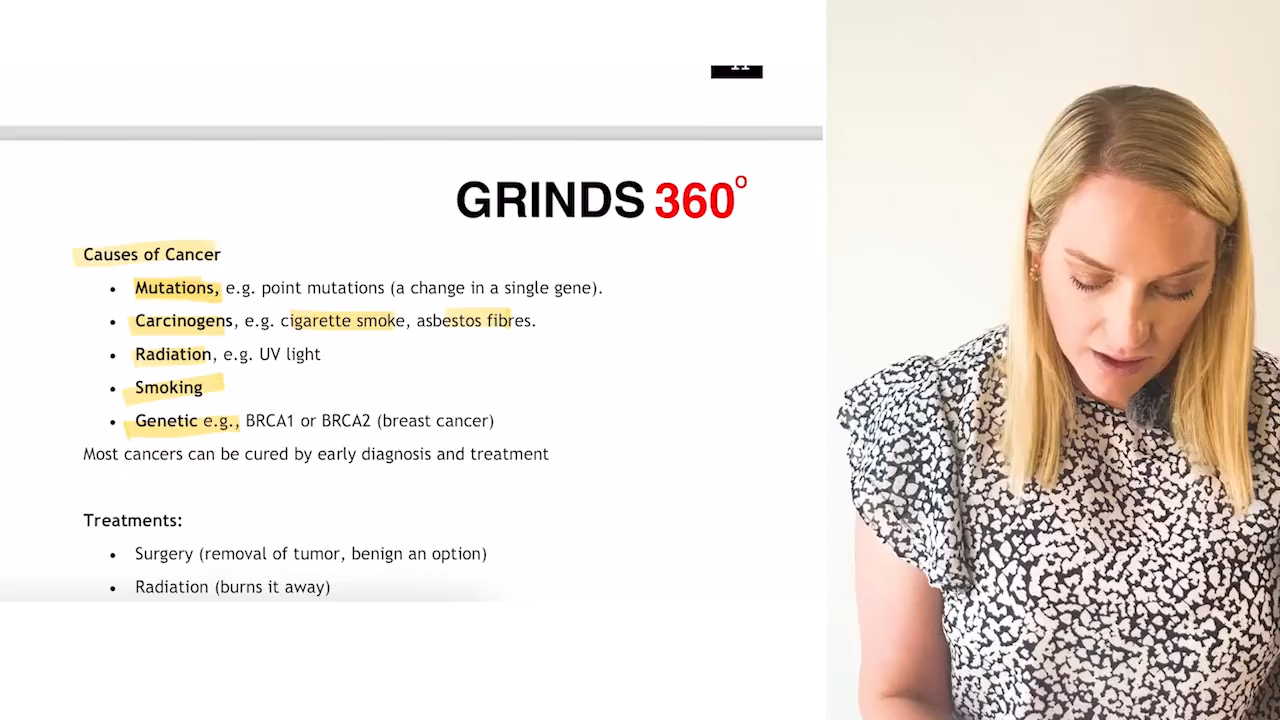 GRINDS 360°
Causes of Cancer
• Mutations, e.g. point mutations (a change in a single gene).
• Carcinogens, e.g. cigarette smoke, asbestos fibres.
• Radiation, e.g. UV light
• Smoking
• Genetic e.g., BRCA1 or BRCA2 (breast cancer)
Most cancers can be cured by early diagnosis and treatment
Treatments:
• Surgery (removal of tumor, benign an option)
• Radiation (burns it away)